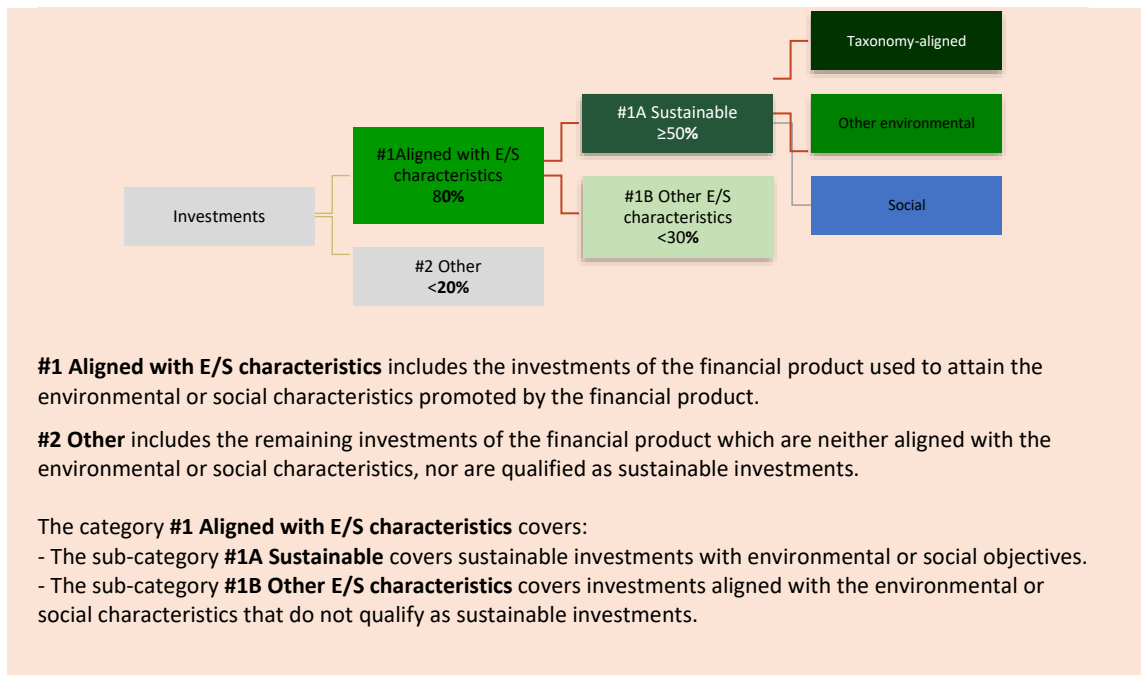 Taxonomy-aligned
#1A Sustainable
≥50%
Other environmental
#1Aligned with E/S
characteristics
80%
#1B Other E/S
characteristics
<30%
Social
Investments
#2 Other
<20%
#1 Aligned with E/S characteristics includes the investments of the financial product used to attain the
environmental or social characteristics promoted by the financial product.
#2 Other includes the remaining investments of the financial product which are neither aligned with the
environmental or social characteristics, nor are qualified as sustainable investments.
The category #1 Aligned with E/S characteristics covers:
- The sub-category #1A Sustainable covers sustainable investments with environmental or social objectives.
- The sub-category #1B Other E/S characteristics covers investments aligned with the environmental or
social characteristics that do not qualify as sustainable investments.